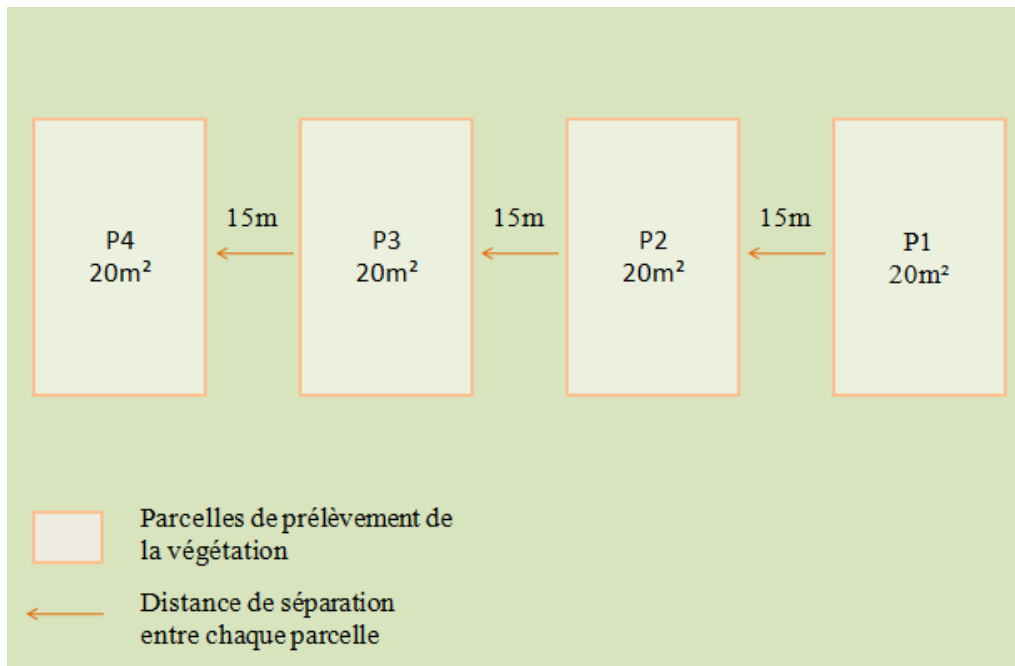 15m
15m
15m
P4
20m²
P3
20m²
P2
20m²
P1
20m²
Parcelles de prélèvement de
la végétation
Distance de séparation
entre chaque parcelle